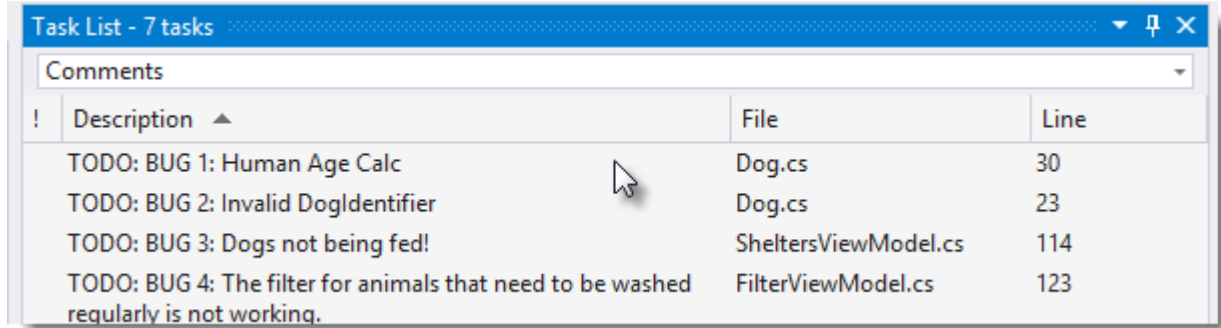 Task List - 7 tasks
Comments
! Description File Line
TODO: BUG 1: Human Age Calc Dog.cs 30
TODO: BUG 2: Invalid DogIdentifier Dog.cs 23
TODO: BUG 3: Dogs not being fed! SheltersViewModel.cs 114
TODO: BUG 4: The filter for animals that need to be washed FilterViewModel.cs 123
regularly is not working.